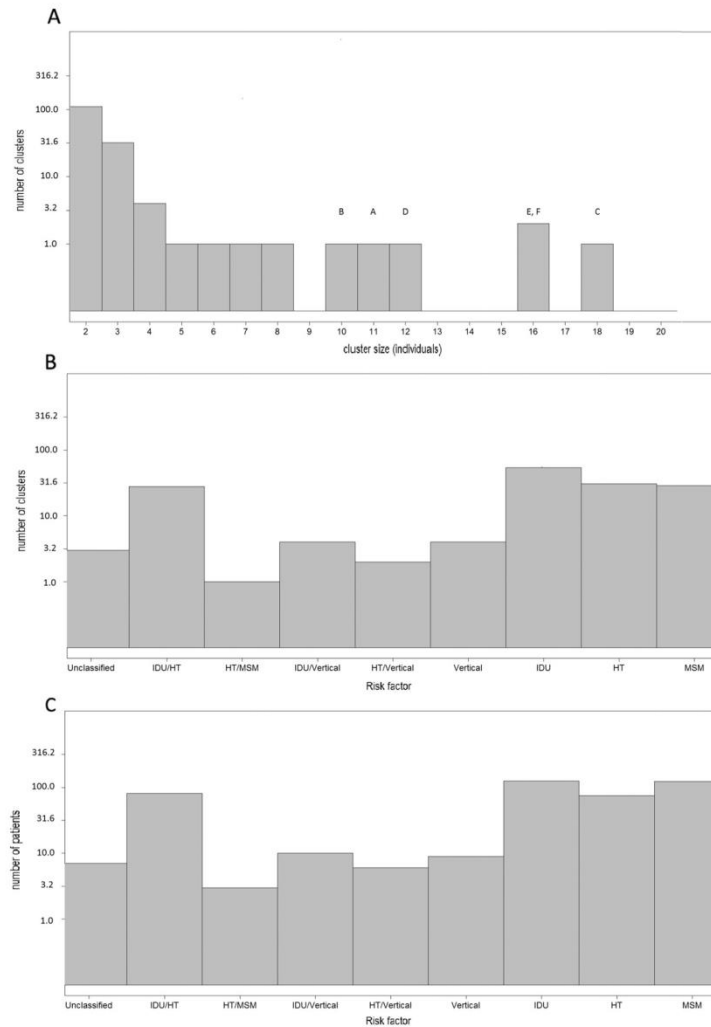 A
number of clusters
316.2
100.0
31.6
10.0
3.2
1.0
B A D E, F C
2 3 4 5 6 7 8 9 10 11 12 13 14 15 16 17 18 19 20
cluster size (individuals)
B
number of clusters
316.2
100.0
31.6
10.0
3.2
1.0
Unclassified IDU/HT HT/MSM IDU/Vertical HT/Vertical Vertical IDU HT MSM
Risk factor
C
number of patients
316.2
100.0
31.6
10.0
3.2
1.0
Unclassified IDU/HT HT/MSM IDU/Vertical HT/Vertical Vertical IDU HT MSM
Risk factor